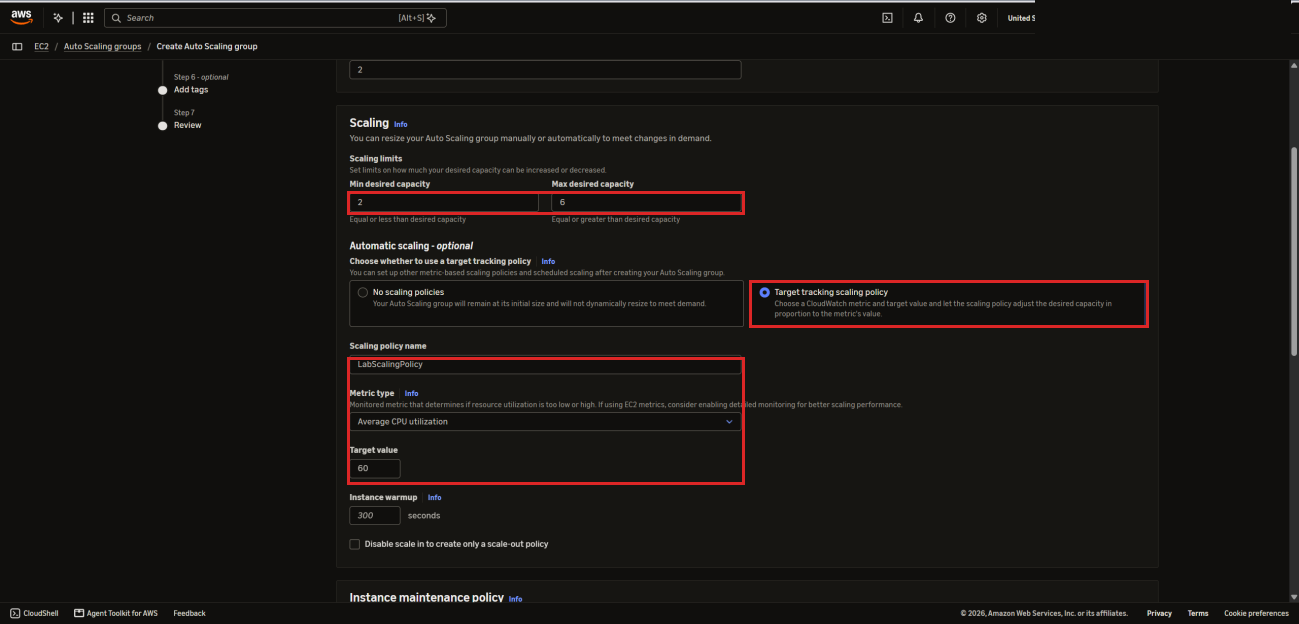 aws
Search
[Alt+S]
United S
EC2 / Auto Scaling groups / Create Auto Scaling group
Step 6 - optional
Add tags
Step 7
Review
2
Scaling Info
You can resize your Auto Scaling group manually or automatically to meet changes in demand.
Scaling limits
Set limits on how much your desired capacity can be increased or decreased.
Min desired capacity Max desired capacity
2 6
Equal or less than desired capacity Equal or greater than desired capacity
Automatic scaling - optional
Choose whether to use a target tracking policy Info
You can set up other metric-based scaling policies and scheduled scaling after creating your Auto Scaling group.
No scaling policies
Your Auto Scaling group will remain at its initial size and will not dynamically resize to meet demand.
Target tracking scaling policy
Choose a CloudWatch metric and target value and let the scaling policy adjust the desired capacity in
proportion to the metric's value.
Scaling policy name
LabScalingPolicy
Metric type Info
Monitored metric that determines if resource utilization is too low or high. If using EC2 metrics, consider enabling detailed monitoring for better scaling performance.
Average CPU utilization
Target value
60
Instance warmup Info
300 seconds
Disable scale in to create only a scale-out policy
Instance maintenance policy Info
CloudShell Agent Toolkit for AWS Feedback © 2026, Amazon Web Services, Inc. or its affiliates. Privacy Terms Cookie preferences